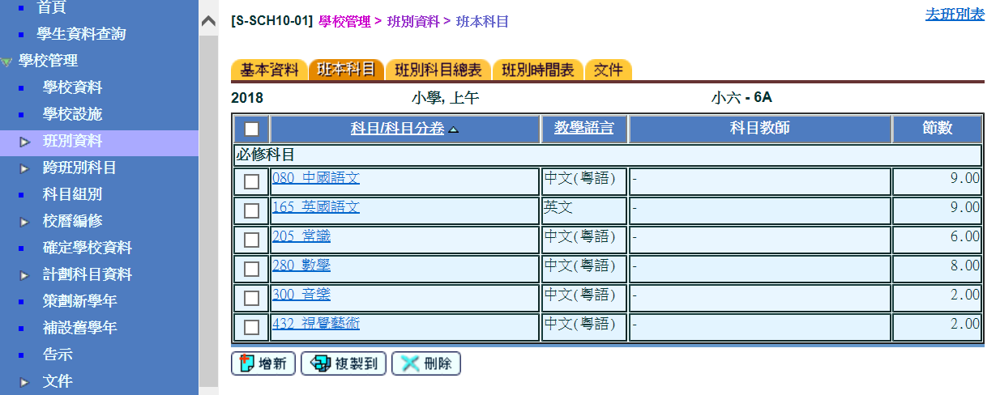 首頁
學生資料查詢
學校管理
學校資料
學校設施
班別資料
跨班別科目
科目組別
校曆編修
確定學校資料
計劃科目資料
策劃新學年
補設舊學年
告示
文件
[S-SCH10-01] 學校管理 > 班別資料 > 班本科目
去班別表
基本資料 班本科目 班別科目總表 班別時間表 文件
2018 小學, 上午 小六 - 6A
科目/科目分卷 教學語言 科目教師 節數
必修科目
080 中國語文 中文(粵語) - 9.00
165 英國語文 英文 - 9.00
205 常識 中文(粵語) - 6.00
280 數學 中文(粵語) - 8.00
300 音樂 中文(粵語) - 2.00
432 視覺藝術 中文(粵語) - 2.00
增新 複製到 刪除